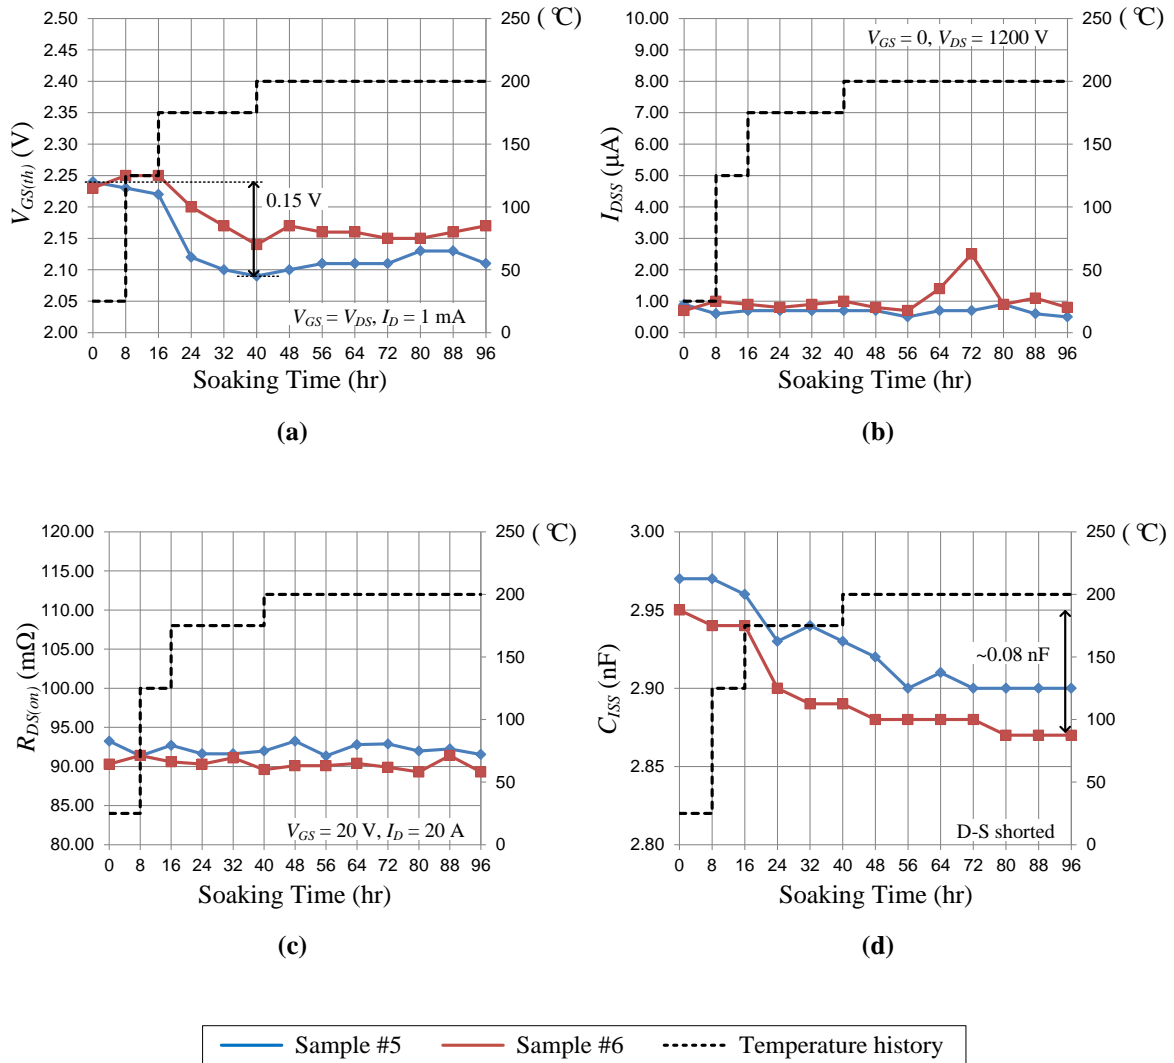 2.50
2.45
2.40
2.35
2.30
2.25
2.20
2.15
2.10
2.05
2.00
V_GS(th) (V)
250
200
150
100
50
0
(℃)
0.15 V
V_GS = V_DS, I_D = 1 mA
0 8 16 24 32 40 48 56 64 72 80 88 96
Soaking Time (hr)
(a)
10.00
9.00
8.00
7.00
6.00
5.00
4.00
3.00
2.00
1.00
0.00
I_DSS (μA)
250
200
150
100
50
0
(℃)
V_GS = 0, V_DS = 1200 V
0 8 16 24 32 40 48 56 64 72 80 88 96
Soaking Time (hr)
(b)
120.00
115.00
110.00
105.00
100.00
95.00
90.00
85.00
80.00
R_DS(on) (mΩ)
250
200
150
100
50
0
(℃)
V_GS = 20 V, I_D = 20 A
0 8 16 24 32 40 48 56 64 72 80 88 96
Soaking Time (hr)
(c)
3.00
2.95
2.90
2.85
2.80
C_ISS (nF)
250
200
150
100
50
0
(℃)
~0.08 nF
D-S shorted
0 8 16 24 32 40 48 56 64 72 80 88 96
Soaking Time (hr)
(d)
Sample #5 Sample #6 Temperature history